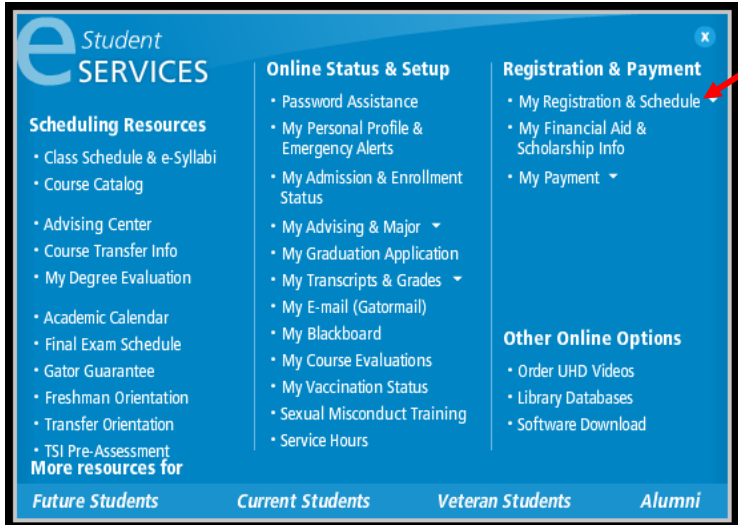 eStudent
SERVICES
x
Scheduling Resources
• Class Schedule & e-Syllabi
• Course Catalog
• Advising Center
• Course Transfer Info
• My Degree Evaluation
• Academic Calendar
• Final Exam Schedule
• Gator Guarantee
• Freshman Orientation
• Transfer Orientation
• TSI Pre-Assessment
Online Status & Setup
• Password Assistance
• My Personal Profile &
Emergency Alerts
• My Admission & Enrollment
Status
• My Advising & Major
• My Graduation Application
• My Transcripts & Grades
• My E-mail (Gatormail)
• My Blackboard
• My Course Evaluations
• My Vaccination Status
• Sexual Misconduct Training
• Service Hours
Registration & Payment
• My Registration & Schedule
• My Financial Aid &
Scholarship Info
• My Payment
Other Online Options
• Order UHD Videos
• Library Databases
• Software Download
More resources for
Future Students Current Students Veteran Students Alumni